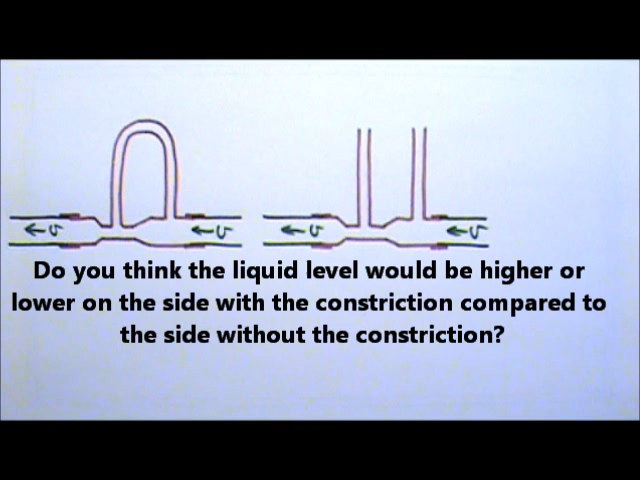 ← v ← v ← v ← v
Do you think the liquid level would be higher or
lower on the side with the constriction compared to
the side without the constriction?